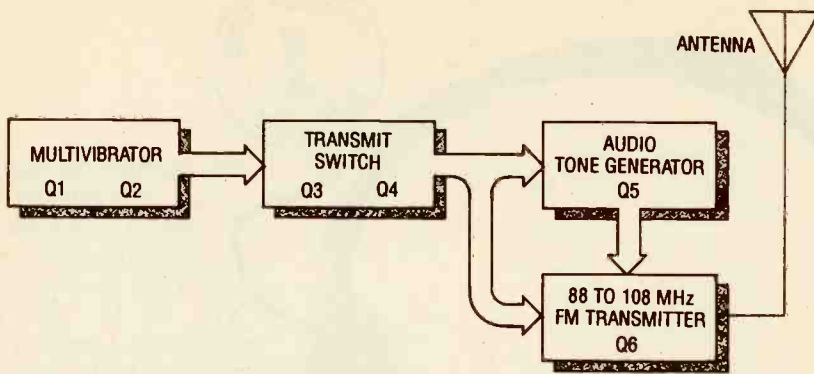 ANTENNA
MULTIVIBRATOR
Q1 Q2
TRANSMIT
SWITCH
Q3 Q4
AUDIO
TONE GENERATOR
Q5
88 TO 108 MHz
FM TRANSMITTER
Q6